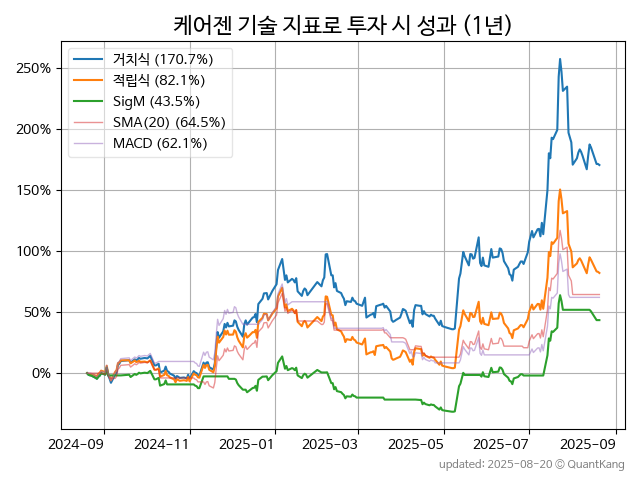 케어젠 기술 지표로 투자 시 성과 (1년)
거치식 (170.7%)
적립식 (82.1%)
SigM (43.5%)
SMA(20) (64.5%)
MACD (62.1%)
250%
200%
150%
100%
50%
0%
2024-09 2024-11 2025-01 2025-03 2025-05 2025-07 2025-09
updated: 2025-08-20 © QuantKang